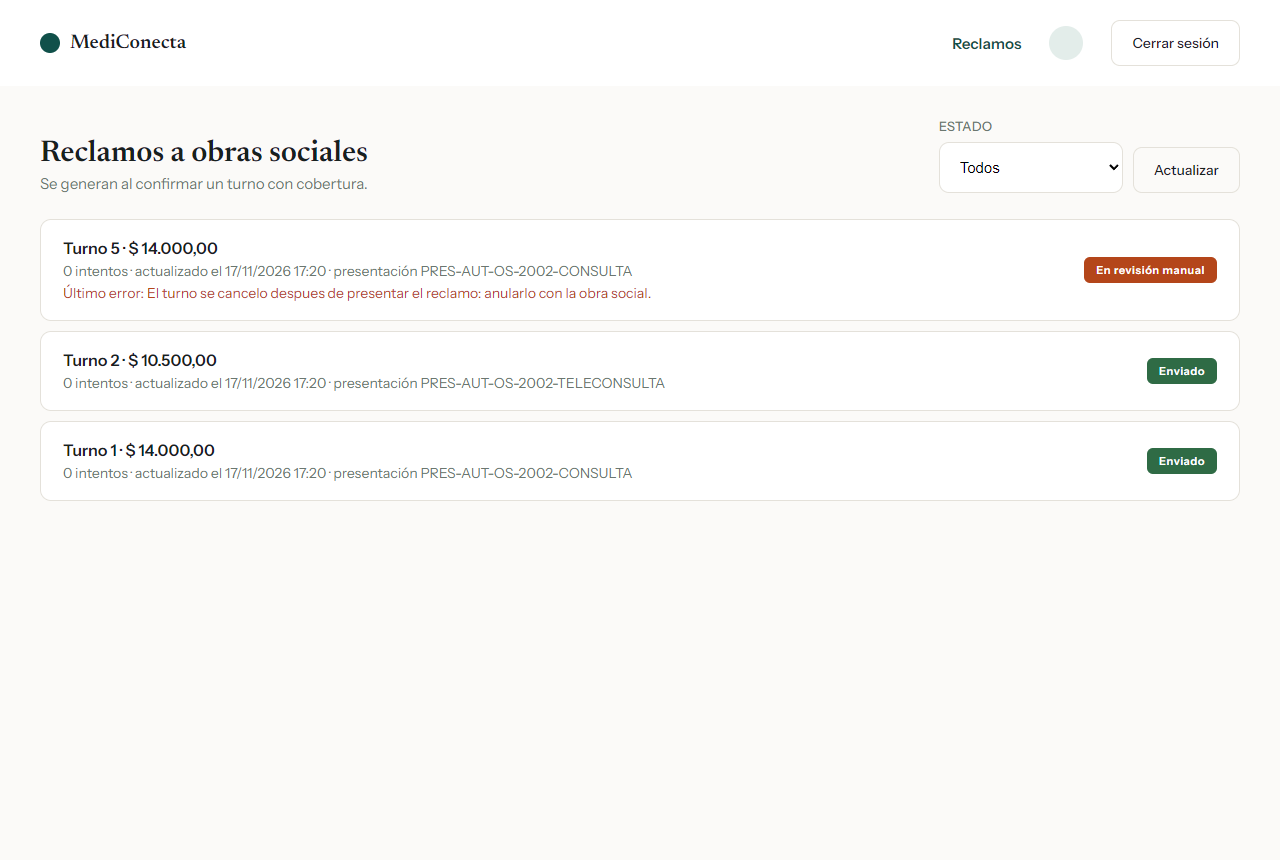 MediConecta
Reclamos
Cerrar sesión
Reclamos a obras sociales
Se generan al confirmar un turno con cobertura.
ESTADO
Todos
Actualizar
Turno 5 · $ 14.000,00
0 intentos · actualizado el 17/11/2026 17:20 · presentación PRES-AUT-OS-2002-CONSULTA
Último error: El turno se cancelo despues de presentar el reclamo: anularlo con la obra social.
En revisión manual
Turno 2 · $ 10.500,00
0 intentos · actualizado el 17/11/2026 17:20 · presentación PRES-AUT-OS-2002-TELECONSULTA
Enviado
Turno 1 · $ 14.000,00
0 intentos · actualizado el 17/11/2026 17:20 · presentación PRES-AUT-OS-2002-CONSULTA
Enviado